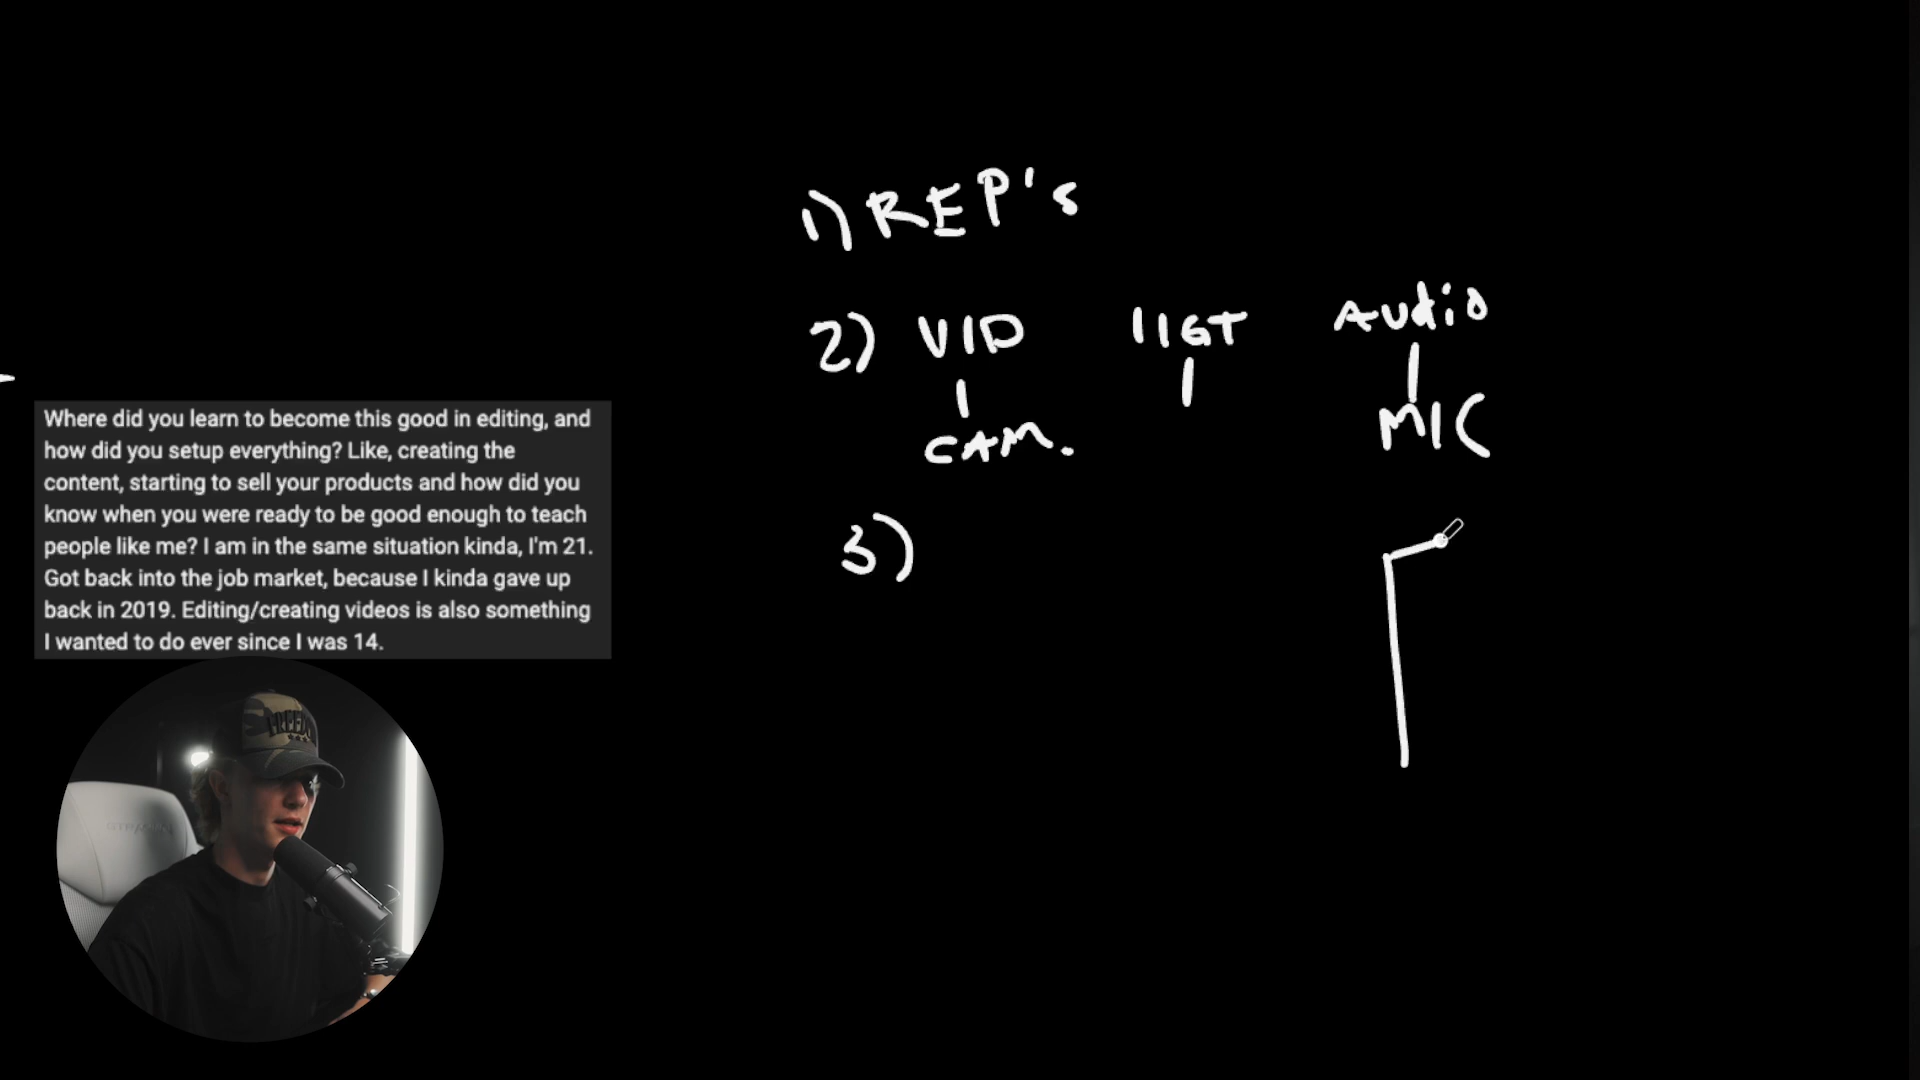 1) REP's
2) VID LIGT Audio
CAM. MIC
3)
Where did you learn to become this good in editing, and
how did you setup everything? Like, creating the
content, starting to sell your products and how did you
know when you were ready to be good enough to teach
people like me? I am in the same situation kinda, I'm 21.
Got back into the job market, because I kinda gave up
back in 2019. Editing/creating videos is also something
I wanted to do ever since I was 14.